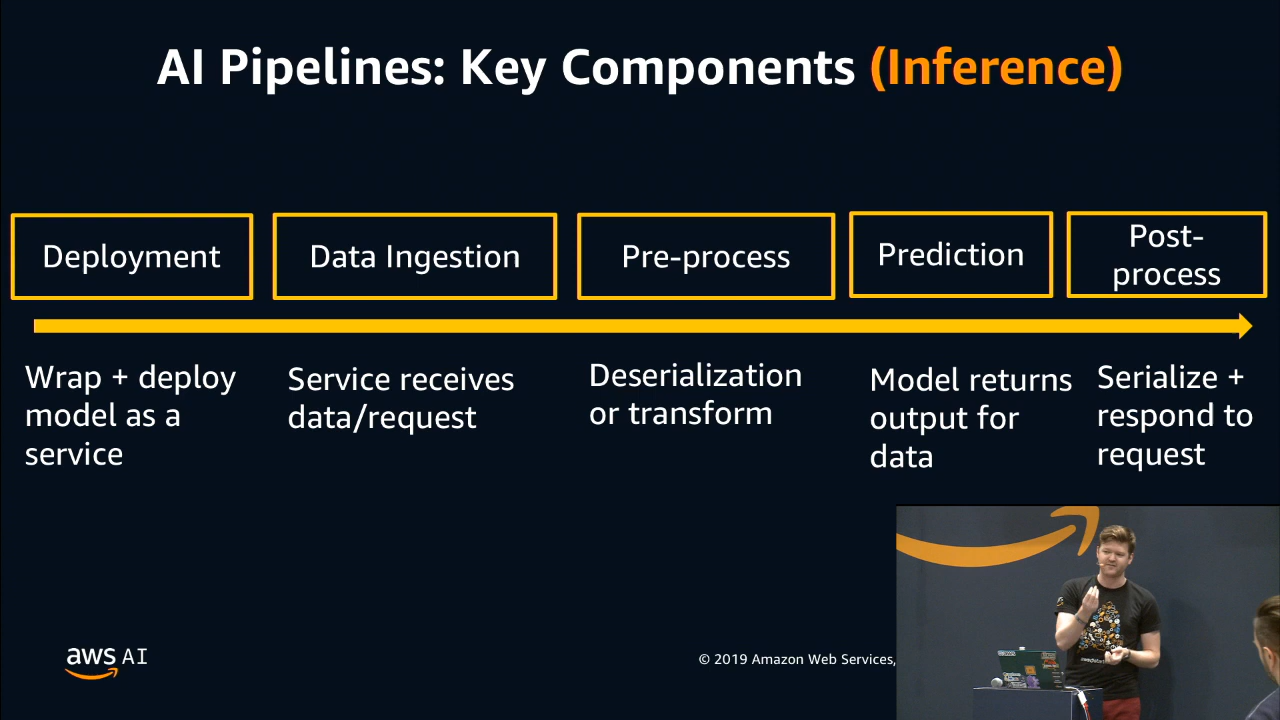 AI Pipelines: Key Components (Inference)
Deployment
Data Ingestion
Pre-process
Prediction
Post-
process
Wrap + deploy
model as a
service
Service receives
data/request
Deserialization
or transform
Model returns
output for
data
Serialize +
respond to
request
aws AI
© 2019 Amazon Web Services,